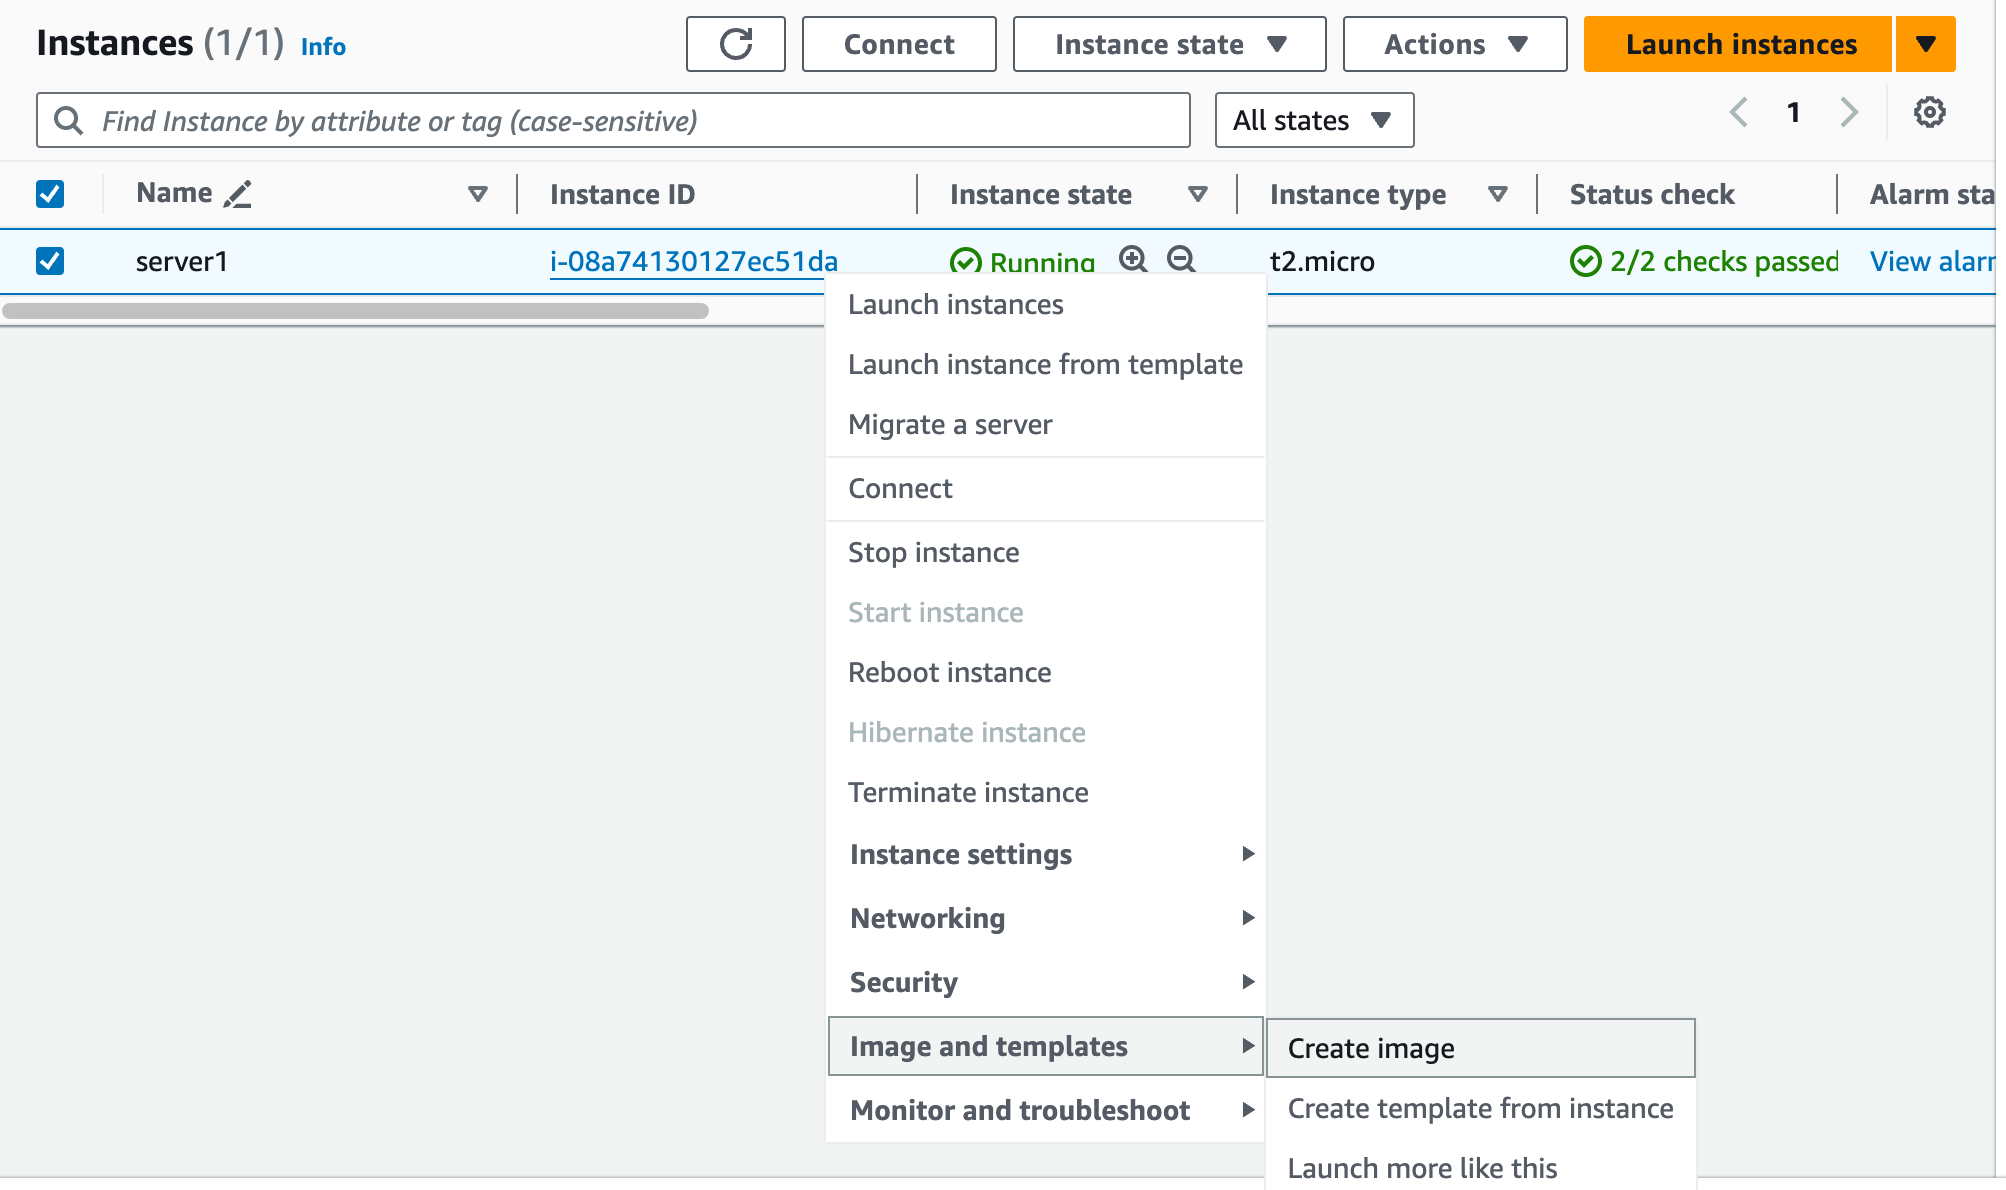 Instances (1/1) Info
Connect
Instance state
Actions
Launch instances
Find Instance by attribute or tag (case-sensitive)
All states
1
Name
Instance ID
Instance state
Instance type
Status check
Alarm sta
server1
i-08a74130127ec51da
Running
t2.micro
2/2 checks passed
View alarr
Launch instances
Launch instance from template
Migrate a server
Connect
Stop instance
Start instance
Reboot instance
Hibernate instance
Terminate instance
Instance settings
Networking
Security
Image and templates
Create image
Monitor and troubleshoot
Create template from instance
Launch more like this